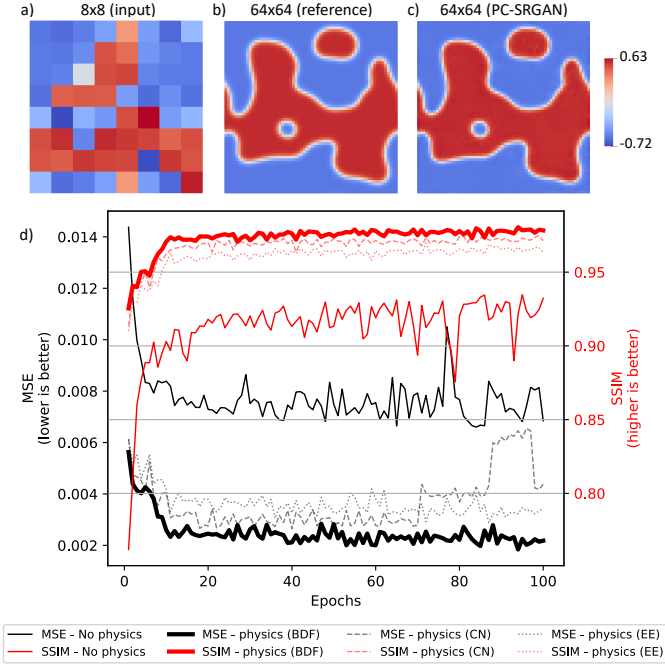 a) 8x8 (input)
b) 64x64 (reference)
c) 64x64 (PC-SRGAN)
0.63
-0.72
d)
0.014
0.012
0.010
0.008
0.006
0.004
0.002
MSE
(lower is better)
0.95
0.90
0.85
0.80
SSIM
(higher is better)
0 20 40 60 80 100
Epochs
MSE - No physics MSE - physics (BDF) MSE - physics (CN) MSE - physics (EE)
SSIM - No physics SSIM - physics (BDF) SSIM - physics (CN) SSIM - physics (EE)